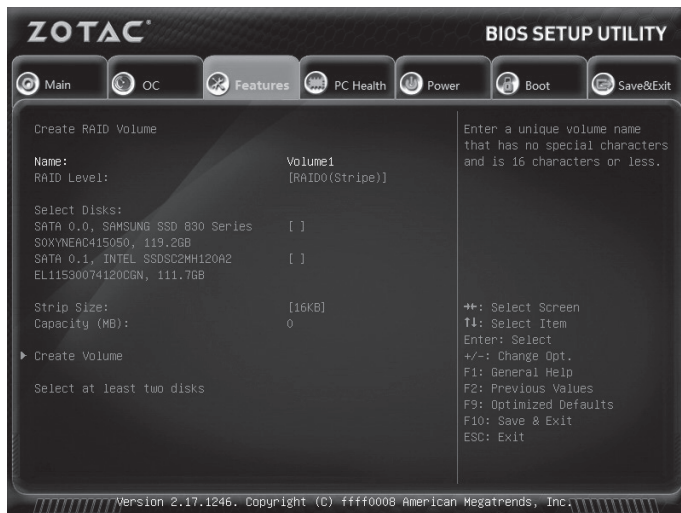 ZOTAC
BIOS SETUP UTILITY
Main
OC
Features
PC Health
Power
Boot
Save&Exit
Create RAID Volume
Name: Volume1
RAID Level: [RAID0(Stripe)]
Select Disks:
SATA 0.0, SAMSUNG SSD 830 Series [ ]
S0XYNEAC415050, 119.2GB
SATA 0.1, INTEL SSDSC2MH120A2 [ ]
EL11530074120CGN, 111.7GB
Strip Size: [16KB]
Capacity (MB): 0
▶ Create Volume
Select at least two disks
Enter a unique volume name
that has no special characters
and is 16 characters or less.
→←: Select Screen
↑↓: Select Item
Enter: Select
+/-: Change Opt.
F1: General Help
F2: Previous Values
F9: Optimized Defaults
F10: Save & Exit
ESC: Exit
Version 2.17.1246. Copyright (C) ffff0008 American Megatrends, Inc.